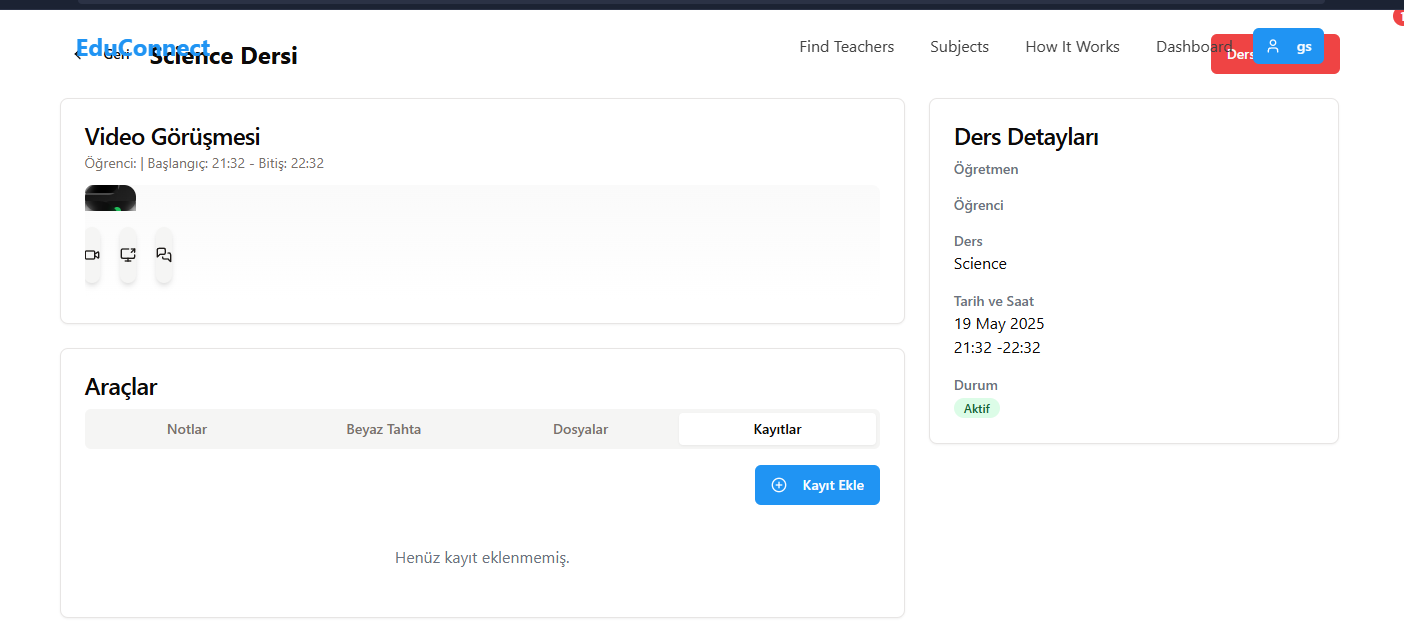 EduConnect
Geri
Science Dersi
Find Teachers
Subjects
How It Works
Dashboard
Ders
gs
Video Görüşmesi
Öğrenci: | Başlangıç: 21:32 - Bitiş: 22:32
Araçlar
Notlar
Beyaz Tahta
Dosyalar
Kayıtlar
Kayıt Ekle
Henüz kayıt eklenmemiş.
Ders Detayları
Öğretmen
Öğrenci
Ders
Science
Tarih ve Saat
19 May 2025
21:32 -22:32
Durum
Aktif